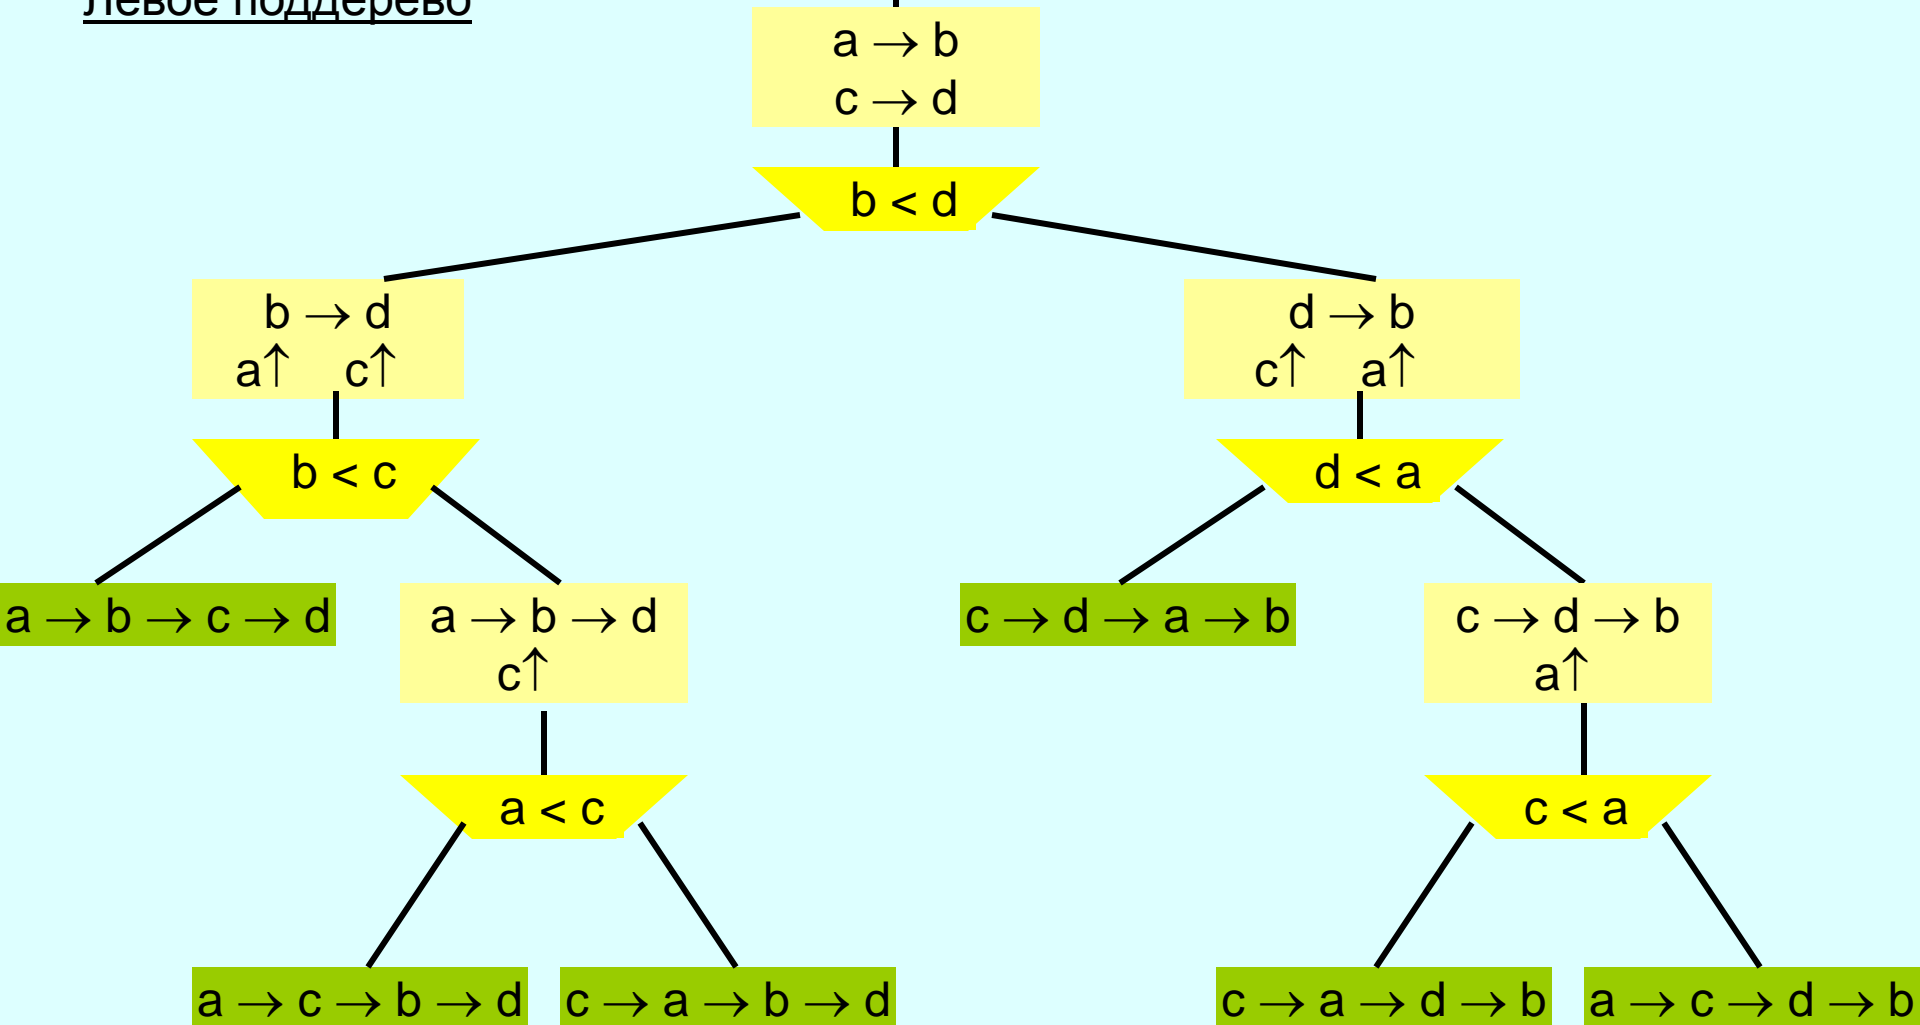 Левое поддерево
a → b
c → d
b < d
b → d
a↑ c↑
d → b
c↑ a↑
b < c
d < a
a → b → c → d
a → b → d
c↑
c → d → a → b
c → d → b
a↑
a < c
c < a
a → c → b → d
c → a → b → d
c → a → d → b
a → c → d → b